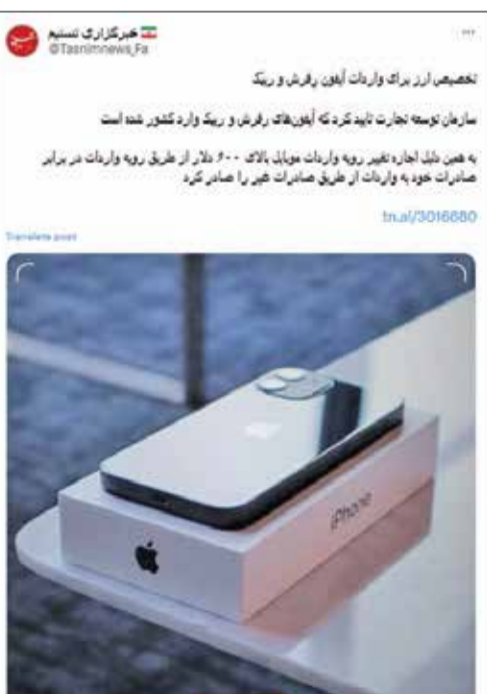 خبرگزاری تسنیم
@Tasnimnews_Fa
تخصیص ارز برای واردات آیفون رفرش و ریپک
سازمان توسعه تجارت تایید کرد که آیفون‌های رفرش و ریپک وارد کشور شده است
به همین دلیل اجازه تغییر رویه واردات موبایل بالای ۶۰۰ دلار از طریق رویه واردات در برابر
صادرات خود به واردات از طریق صادرات غیر را صادر کرد
tn.ai/3016680
Translate post
iPhone